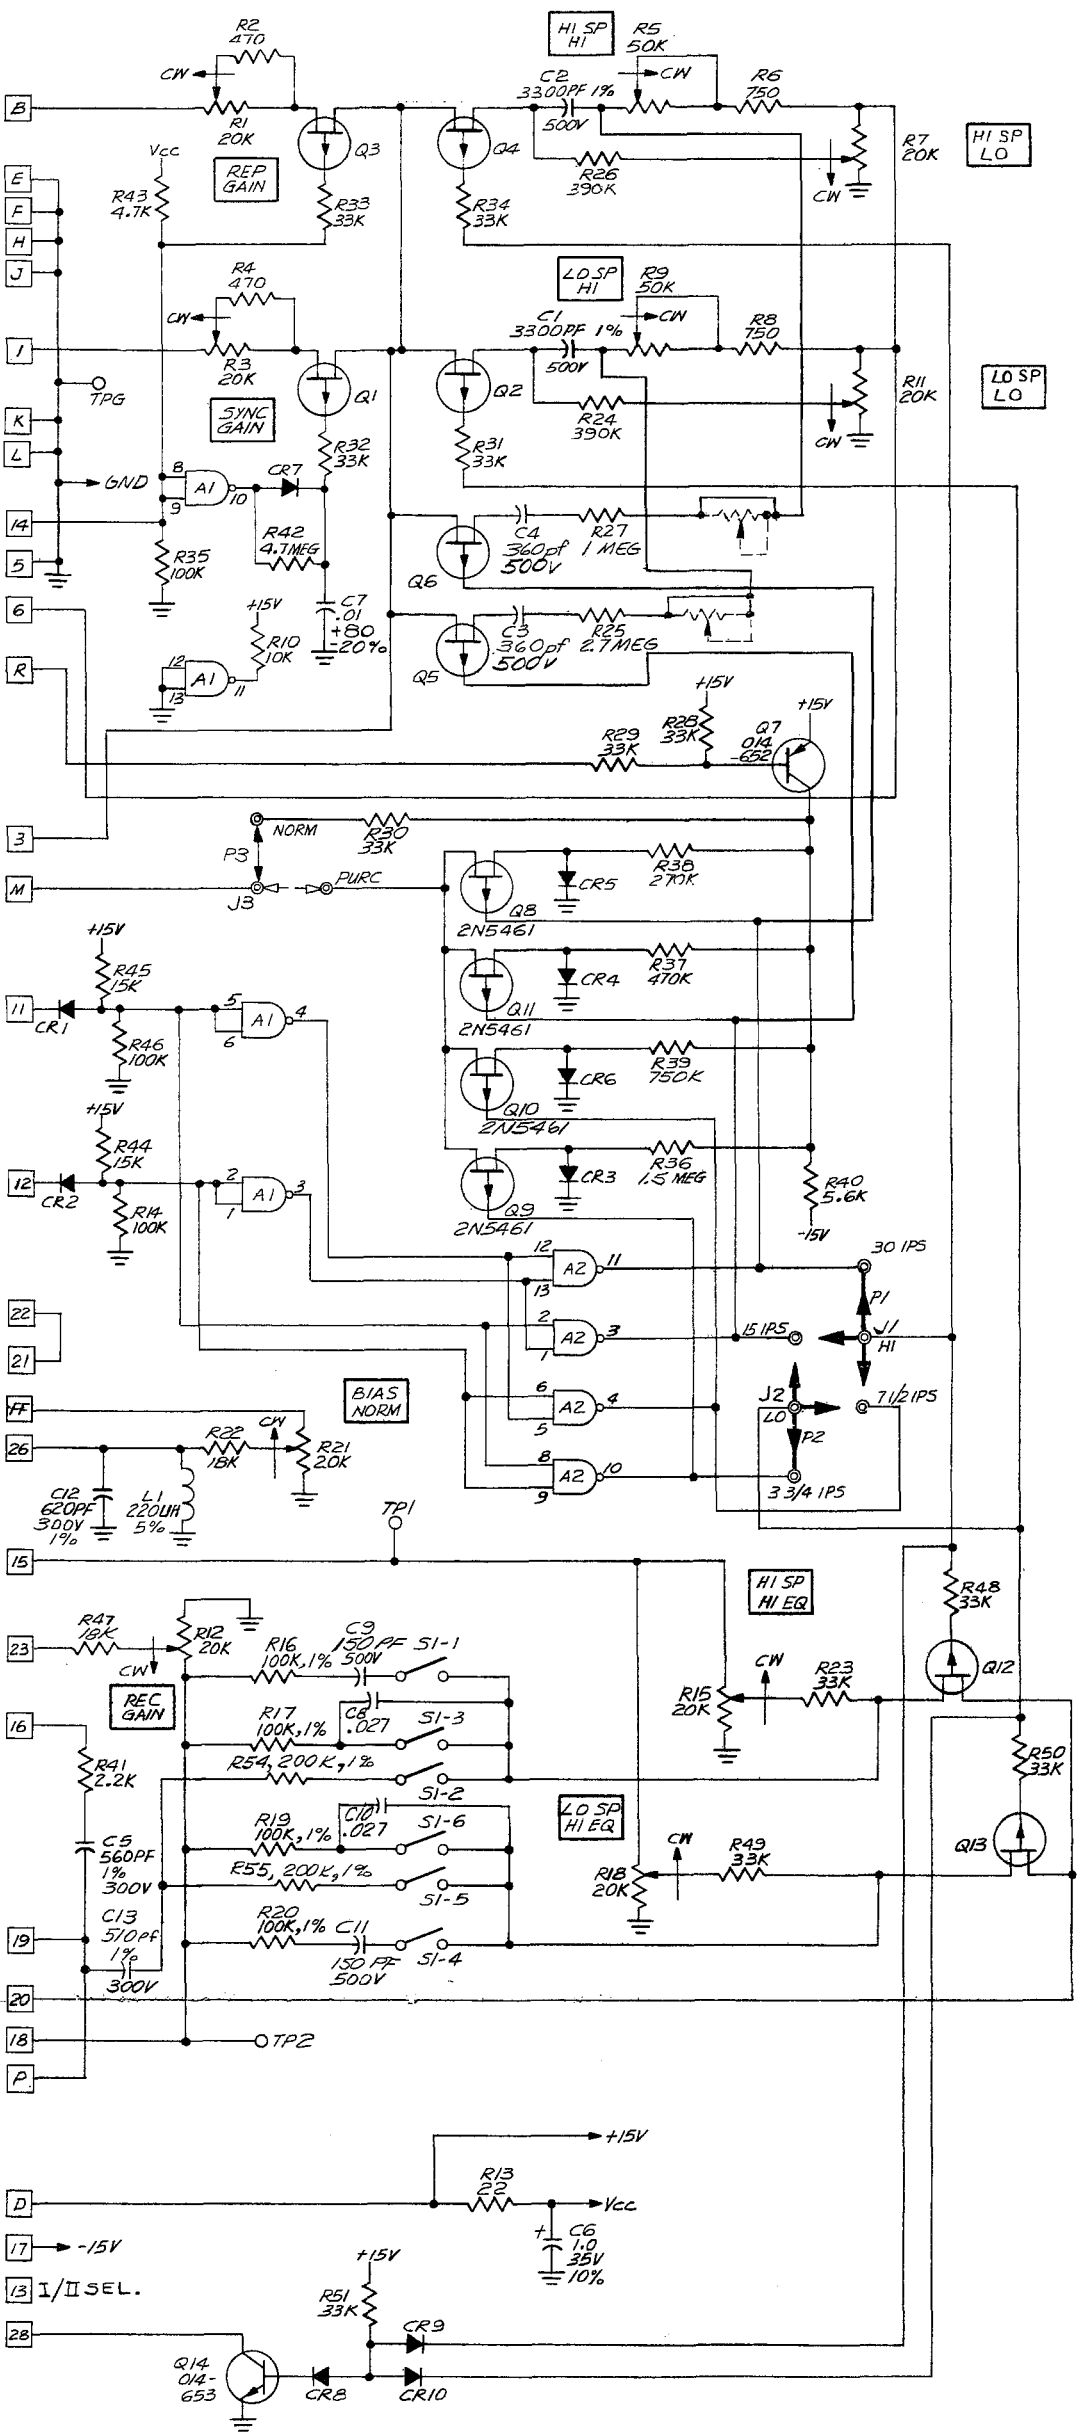 R2
470
CW
HI SP
HI
R5
50K
CW
C2
3300PF 1%
500V
R6
750
B
R1
20K
Q3
Q4
R7
20K
HI SP
LO
Vcc
REP
GAIN
R26
390K
CW
E
R43
4.7K
R33
33K
R34
33K
F
H
J
R4
470
LO SP
HI
R9
50K
CW
CW
C1
3300PF 1%
500V
R8
750
1
R3
20K
Q1
Q2
R11
20K
LO SP
LO
TPG
SYNC
GAIN
R24
390K
CW
K
L
R32
33K
R31
33K
GND
8
9
A1
10
CR7
14
R42
4.7MEG
C4
360pf
500V
R27
1 MEG
R35
100K
5
Q6
6
+15V
C7
.01
+80
-20%
R10
10K
C3
360pf
500V
R25
2.7MEG
R
12
13
A1
11
Q5
+15V
+15V
R29
33K
R28
33K
Q7
014
-652
NORM
R30
33K
3
P3
M
J3
PURC
R38
270K
CR5
Q8
2N5461
+15V
R45
15K
R37
470K
CR4
11
CR1
5
6
A1
4
Q11
2N5461
R46
100K
R39
750K
CR6
+15V
Q10
2N5461
R44
15K
R36
1.5 MEG
CR3
12
CR2
2
1
A1
3
Q9
2N5461
R40
5.6K
R14
100K
-15V
12
13
A2
11
30 IPS
P1
22
2
1
A2
3
15 IPS
J1
HI
21
BIAS
NORM
6
5
A2
4
J2
LO
7 1/2 IPS
FF
CW
26
R22
18K
R21
20K
P2
8
9
A2
10
3 3/4 IPS
C12
620PF
300V
1%
L1
220UH
5%
TP1
15
HI SP
HI EQ
R48
33K
R47
18K
R12
20K
23
CW
R16
100K, 1%
C9
150 PF
500V
S1-1
Q12
REC
GAIN
CW
R15
20K
R23
33K
16
R17
100K, 1%
C8
.027
S1-3
R41
2.2K
R54, 200K, 1%
S1-2
R50
33K
LO SP
HI EQ
R19
100K, 1%
C10
.027
S1-6
C5
560PF
1%
300V
CW
R49
33K
Q13
R55, 200K, 1%
S1-5
R18
20K
C13
510pf
1%
300V
R20
100K, 1%
C11
150 PF
500V
S1-4
19
20
18
TP2
P
+15V
D
R13
22
Vcc
17
-15V
+
C6
1.0
35V
10%
13
I/II SEL.
+15V
R51
33K
28
CR9
Q14
014-
653
CR8
CR10